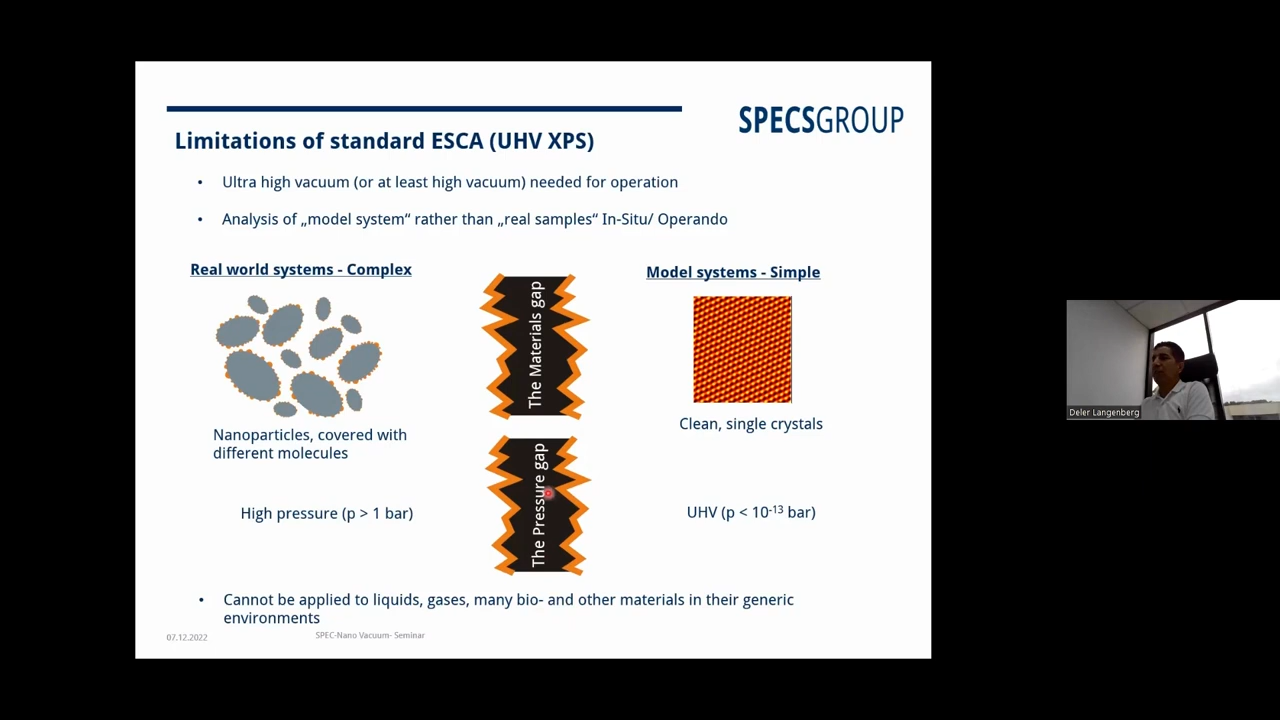 SPECSGROUP
Limitations of standard ESCA (UHV XPS)
• Ultra high vacuum (or at least high vacuum) needed for operation
• Analysis of „model system“ rather than „real samples“ In-Situ/ Operando
Real world systems - Complex
Model systems - Simple
The Materials gap
Nanoparticles, covered with
different molecules
Clean, single crystals
The Pressure gap
High pressure (p > 1 bar)
UHV (p < 10⁻¹³ bar)
• Cannot be applied to liquids, gases, many bio- and other materials in their generic
environments
07.12.2022
SPEC-Nano Vacuum- Seminar
Deler Langenberg